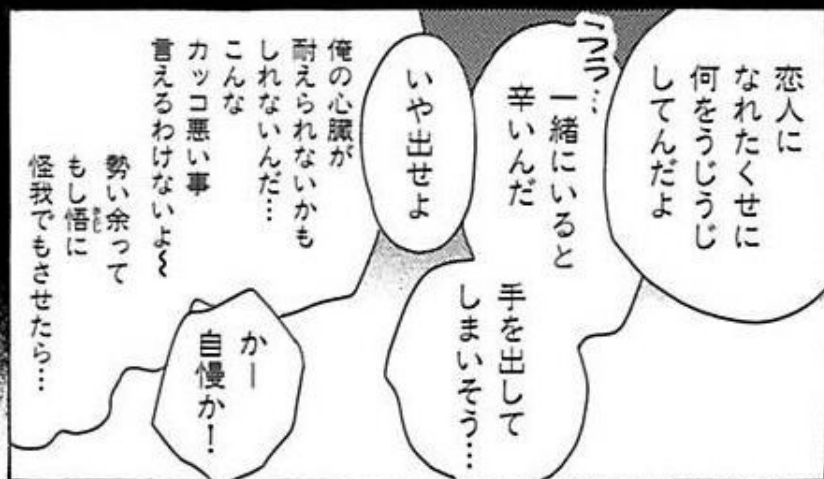 恋人に
なれたくせに
何をうじうじ
してんだよ
うう…
一緒にいると
辛いんだ
手を出して
しまいそう…
いや出せよ
俺の心臓が
耐えられないかも
しれないんだ…
こんな
カッコ悪い事
言えるわけないよ〜
勢い余って
もし悟に
怪我でもさせたら…
かー
自慢か!